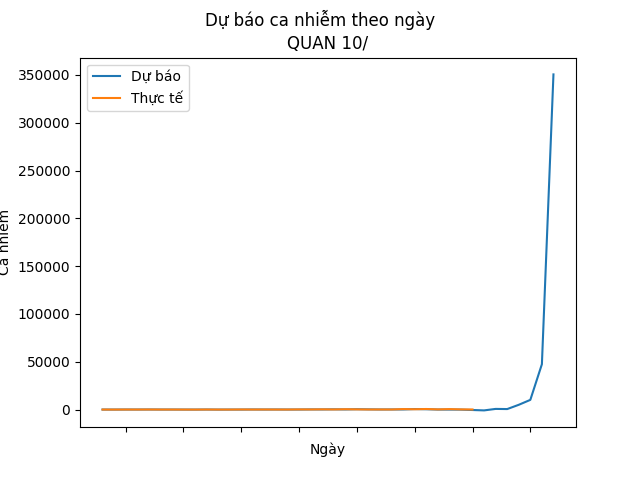 Dự báo ca nhiễm theo ngày
QUAN 10/
Dự báo
Thực tế
350000
300000
250000
200000
150000
100000
50000
0
Ca nhiễm
Ngày